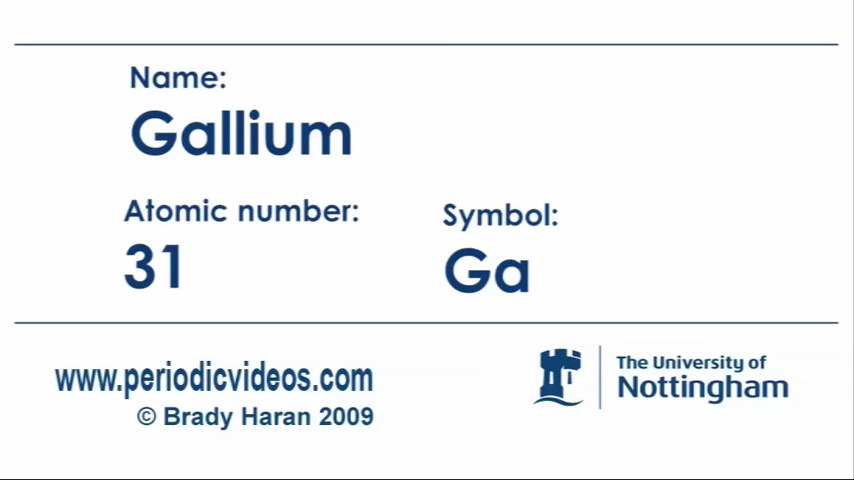 Name:
Gallium
Atomic number:
31
Symbol:
Ga
www.periodicvideos.com
© Brady Haran 2009
The University of
Nottingham